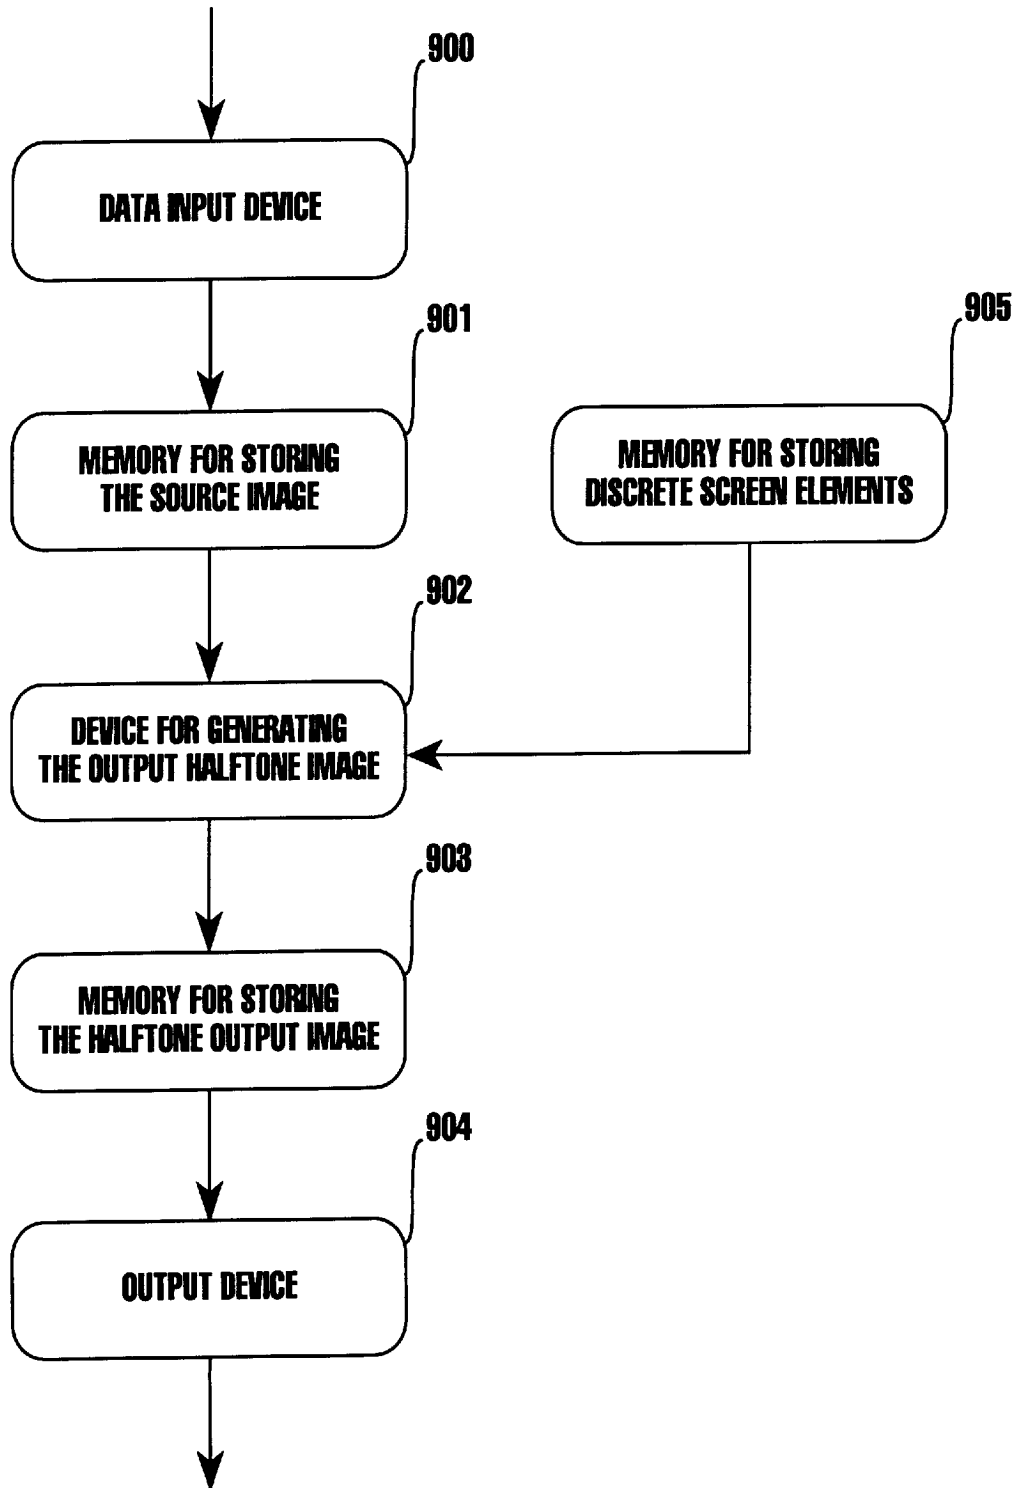 900
DATA INPUT DEVICE
901
905
MEMORY FOR STORING
THE SOURCE IMAGE
MEMORY FOR STORING
DISCRETE SCREEN ELEMENTS
902
DEVICE FOR GENERATING
THE OUTPUT HALFTONE IMAGE
903
MEMORY FOR STORING
THE HALFTONE OUTPUT IMAGE
904
OUTPUT DEVICE